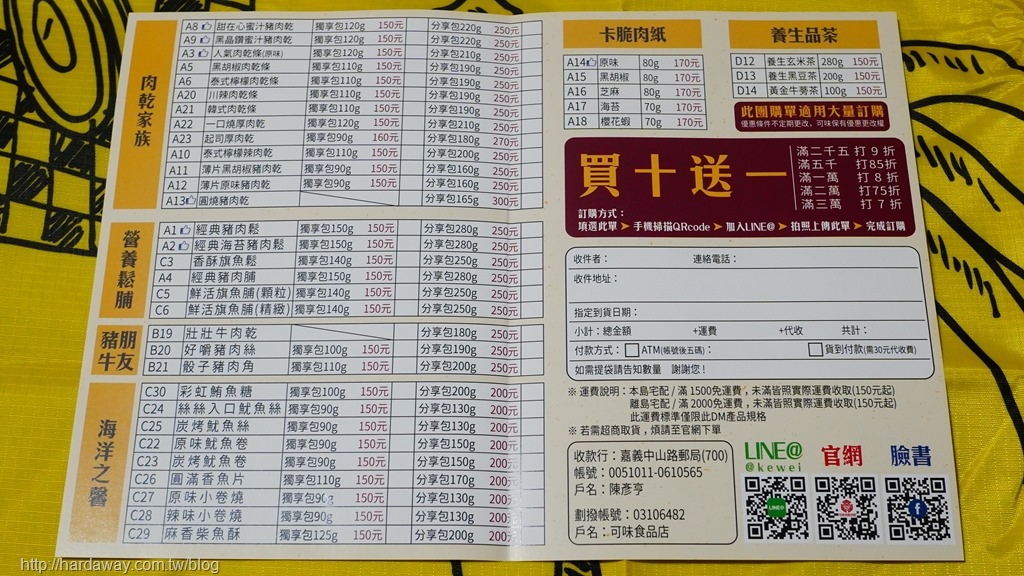 肉乾家族
A8 甜在心蜜汁豬肉乾 獨享包120g 150元 分享包220g 250元
A9 黑晶鑽蜜汁豬肉乾 獨享包120g 150元 分享包220g 250元
A3 人氣肉乾條(原味) 獨享包120g 150元 分享包210g 250元
A5 黑胡椒肉乾條 獨享包110g 150元 分享包190g 250元
A6 泰式檸檬肉乾條 獨享包110g 150元 分享包190g 250元
A20 川辣肉乾條 獨享包110g 150元 分享包190g 250元
A21 韓式肉乾條 獨享包110g 150元 分享包190g 250元
A22 一口燒厚肉乾 獨享包120g 150元 分享包210g 250元
A23 起司厚肉乾 獨享包90g 160元 分享包180g 270元
A10 泰式檸檬辣肉乾 獨享包110g 150元 分享包200g 250元
A11 薄片黑胡椒豬肉乾 獨享包90g 150元 分享包160g 250元
A12 薄片原味豬肉乾 獨享包90g 150元 分享包160g 250元
A13 圓燒豬肉乾 分享包165g 300元
營養鬆脯
A1 經典豬肉鬆 獨享包150g 150元 分享包280g 250元
A2 經典海苔豬肉鬆 獨享包150g 150元 分享包280g 250元
C3 香酥旗魚鬆 獨享包140g 150元 分享包250g 250元
A4 經典豬肉脯 獨享包150g 150元 分享包280g 250元
C5 鮮活旗魚脯(顆粒) 獨享包140g 150元 分享包250g 250元
C6 鮮活旗魚脯(精緻) 獨享包140g 150元 分享包250g 250元
豬朋牛友
B19 壯壯牛肉乾 分享包180g 250元
B20 好嚼豬肉絲 獨享包100g 150元 分享包200g 250元
B21 骰子豬肉角 獨享包110g 150元 分享包200g 250元
海洋之馨
C30 彩虹鮪魚糖 獨享包100g 150元 分享包200g 200元
C24 絲絲入口魷魚絲 獨享包90g 150元 分享包130g 200元
C25 炭烤魷魚絲 獨享包90g 150元 分享包130g 200元
C22 原味魷魚卷 獨享包90g 150元 分享包150g 200元
C23 炭烤魷魚卷 獨享包90g 150元 分享包150g 200元
C26 圓滿香魚片 獨享包110g 150元 分享包170g 200元
C27 原味小卷燒 獨享包90g 150元 分享包130g 200元
C28 辣味小卷燒 獨享包90g 150元 分享包130g 200元
C29 麻香柴魚酥 獨享包125g 150元 分享包200g 200元
卡脆肉紙
A14 原味 80g 170元
A15 黑胡椒 80g 170元
A16 芝麻 80g 170元
A17 海苔 70g 170元
A18 櫻花蝦 70g 170元
養生品茶
D12 養生玄米茶 280g 150元
D13 養生黑豆茶 200g 150元
D14 黃金牛蒡茶 100g 150元
此團購單適用大量訂購
優惠條件不定期更改，可味保有優惠更改權
買十送一
滿二千五 打9折
滿五千 打85折
滿一萬 打8折
滿二萬 打75折
滿三萬 打7折
訂購方式：
填選此單 ➤ 手機掃描QRcode ➤ 加入LINE@ ➤ 拍照上傳此單 ➤ 完成訂購
收件者： 連絡電話：
收件地址：
指定到貨日期：
小計：總金額 +運費 +代收 共計：
付款方式： □ATM(帳號後五碼)： □貨到付款(需30元代收費)
如需提袋請告知數量 謝謝您！
※ 運費說明：本島宅配 / 滿 1500免運費，未滿皆照實際運費收取(150元起)
離島宅配 / 滿 2000免運費，未滿皆照實際運費收取(150元起)
此運費標準僅限此DM產品規格
※ 若需超商取貨，煩請至官網下單
收款行：嘉義中山路郵局(700)
帳號：0051011-0610565
戶名：陳彥亨
劃撥帳號：03106482
戶名：可味食品店
LINE@
@kewei
官網
臉書
LINE@
http://hardaway.com.tw/blog